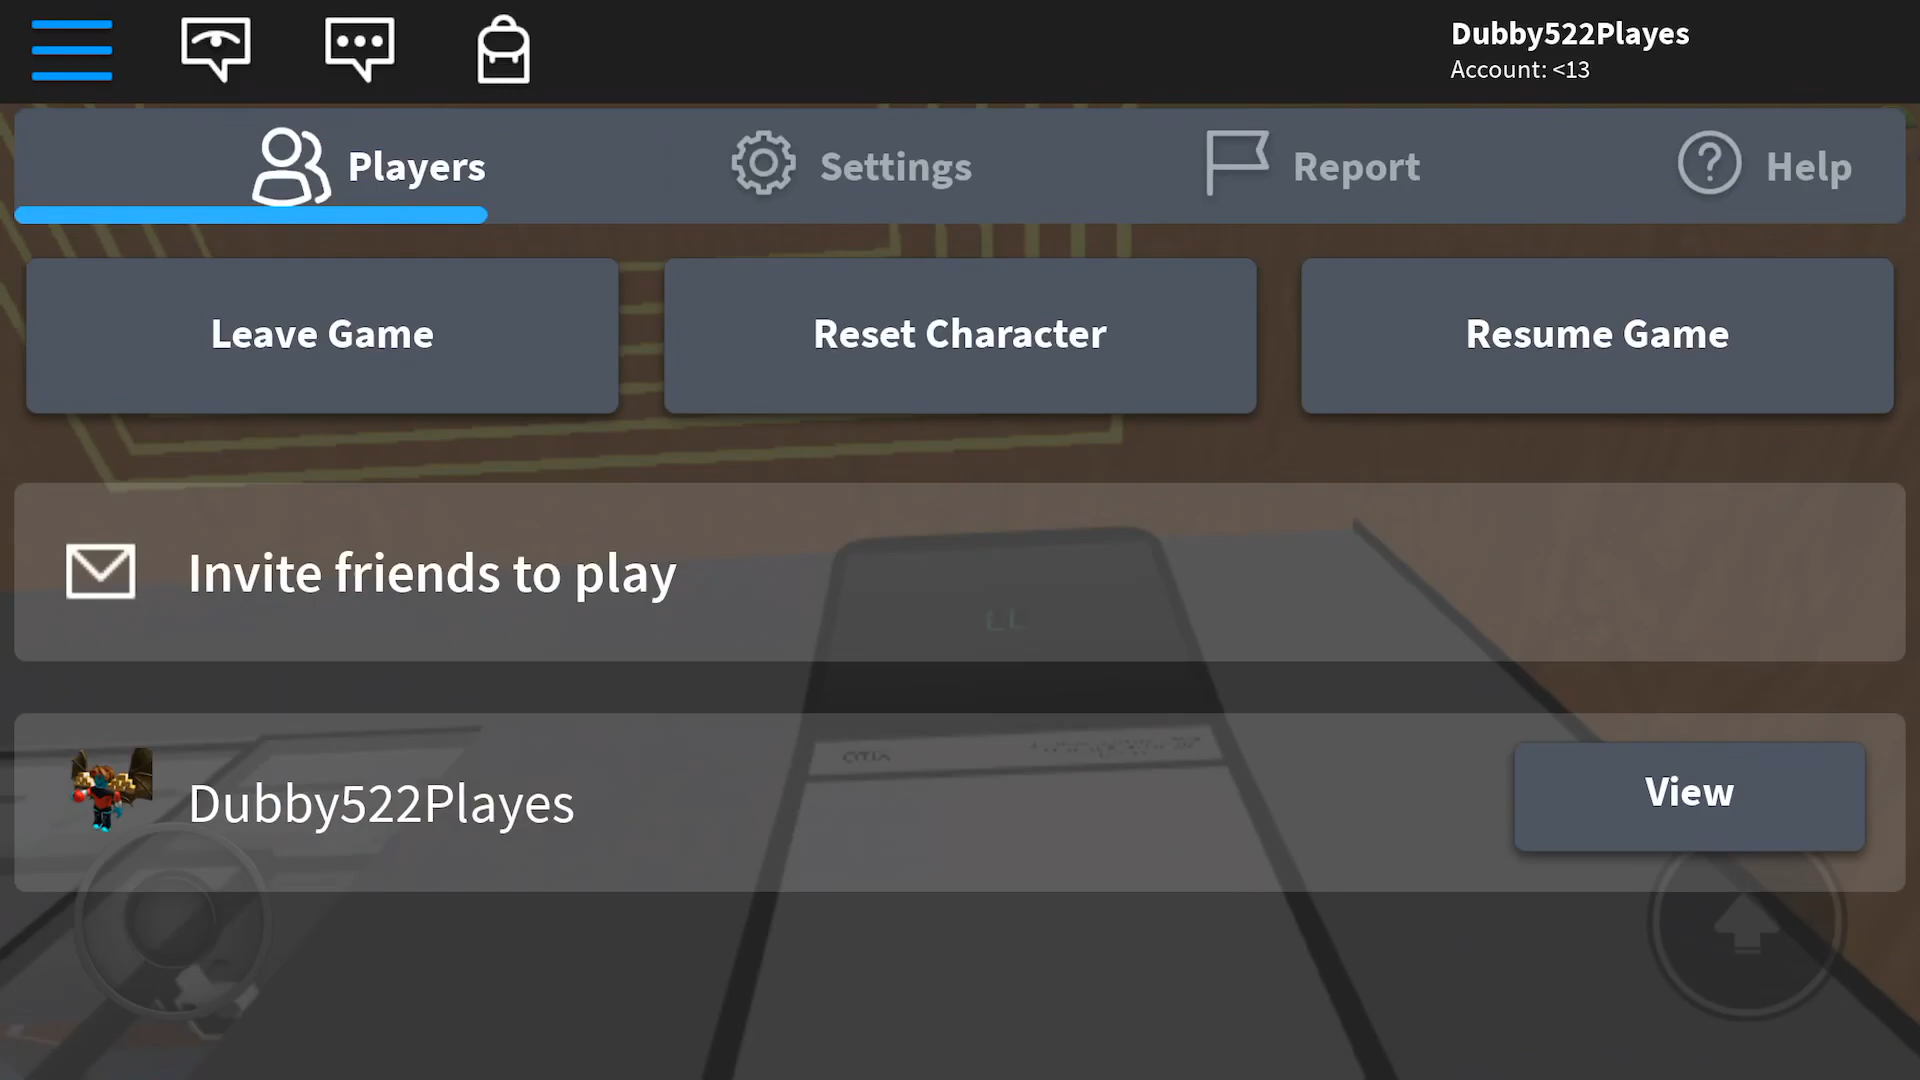 Dubby522Playes
Account: <13
Players
Settings
Report
Help
Leave Game
Reset Character
Resume Game
Invite friends to play
LL
Dubby522Playes
View